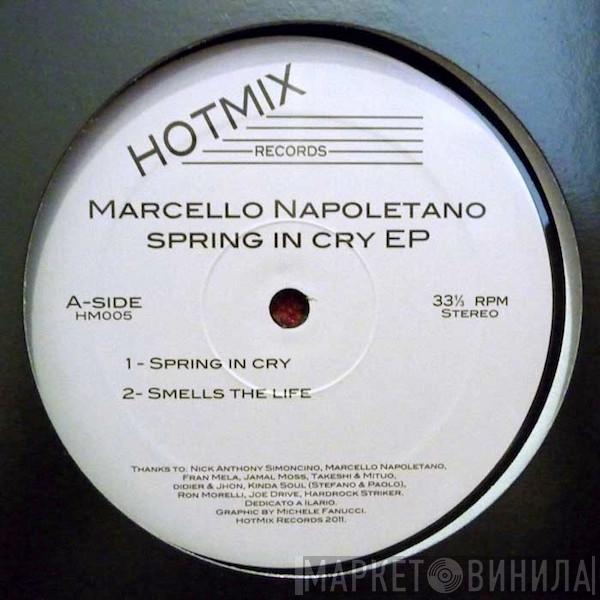 HOTMIX
RECORDS
MARCELLO NAPOLETANO
SPRING IN CRY EP
A-SIDE
HM005
33⅓ RPM
STEREO
1- SPRING IN CRY
2- SMELLS THE LIFE
THANKS TO: NICK ANTHONY SIMONCINO, MARCELLO NAPOLETANO,
FRAN MELA, JAMAL MOSS, TAKESHI & MITUO,
DIDIER & JHON, KINDA SOUL (STEFANO & PAOLO),
RON MORELLI, JOE DRIVE, HARDROCK STRIKER.
DEDICATO A ILARIO.
GRAPHIC BY MICHELE FANUCCI.
HOTMIX RECORDS 2011.
МАРКЕТ ВИНИЛА